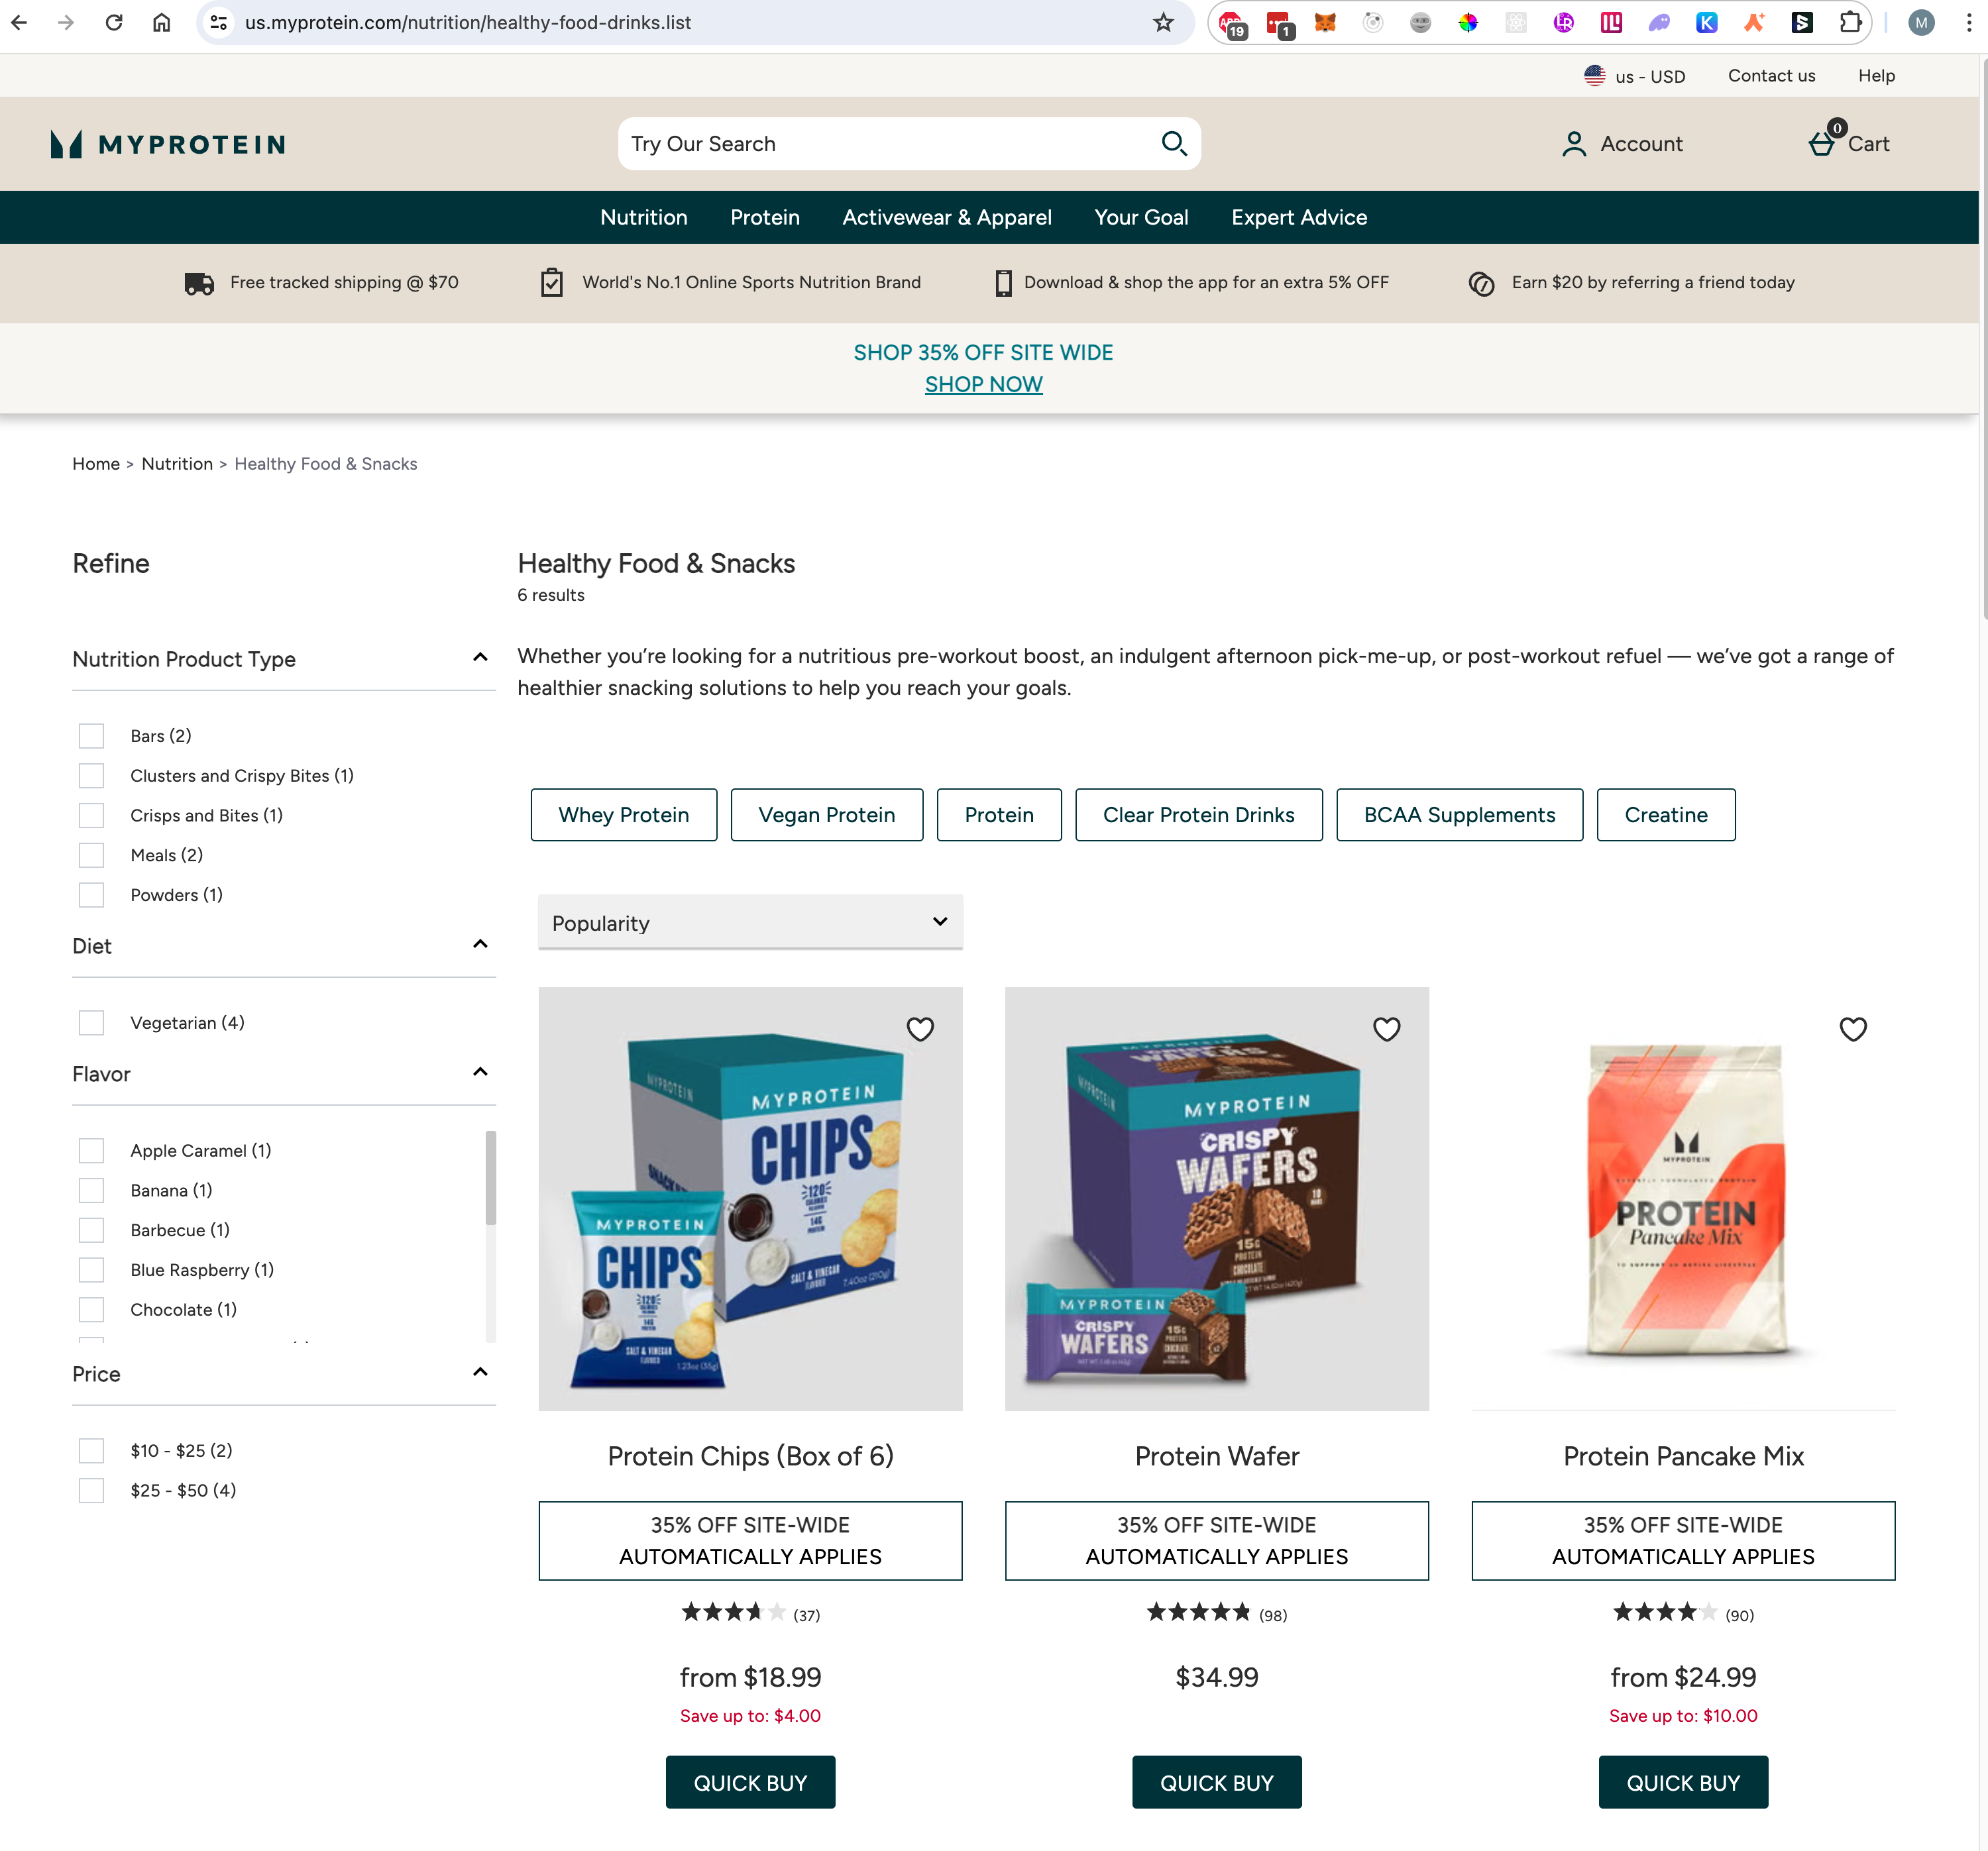 us.myprotein.com/nutrition/healthy-food-drinks.list
19
1
M
us - USD
Contact us
Help
MYPROTEIN
Try Our Search
Account
0
Cart
Nutrition
Protein
Activewear & Apparel
Your Goal
Expert Advice
Free tracked shipping @ $70
World's No.1 Online Sports Nutrition Brand
Download & shop the app for an extra 5% OFF
Earn $20 by referring a friend today
SHOP 35% OFF SITE WIDE
SHOP NOW
Home > Nutrition > Healthy Food & Snacks
Refine
Nutrition Product Type
Bars (2)
Clusters and Crispy Bites (1)
Crisps and Bites (1)
Meals (2)
Powders (1)
Diet
Vegetarian (4)
Flavor
Apple Caramel (1)
Banana (1)
Barbecue (1)
Blue Raspberry (1)
Chocolate (1)
Price
$10 - $25 (2)
$25 - $50 (4)
Healthy Food & Snacks
6 results
Whether you’re looking for a nutritious pre-workout boost, an indulgent afternoon pick-me-up, or post-workout refuel — we’ve got a range of
healthier snacking solutions to help you reach your goals.
Whey Protein
Vegan Protein
Protein
Clear Protein Drinks
BCAA Supplements
Creatine
Popularity
MYPROTEIN
MYPROTEIN
CHIPS
120
CALORIES
14G
PROTEIN
SALT & VINEGAR
FLAVOURED
7.40oz (210g)
MYPROTEIN
CHIPS
120
14G
SALT & VINEGAR
FLAVOURED
1.23oz (35g)
MYPROTEIN
WAFERS
MYPROTEIN
MYPROTEIN
CRISPY
WAFERS
10
15G
PROTEIN
CHOCOLATE
MYPROTEIN
CRISPY
WAFERS
15G
PROTEIN
CHOCOLATE
MYPROTEIN
PROTEIN
Pancake Mix
Protein Chips (Box of 6)
35% OFF SITE-WIDE
AUTOMATICALLY APPLIES
(37)
from $18.99
Save up to: $4.00
QUICK BUY
Protein Wafer
35% OFF SITE-WIDE
AUTOMATICALLY APPLIES
(98)
$34.99
QUICK BUY
Protein Pancake Mix
35% OFF SITE-WIDE
AUTOMATICALLY APPLIES
(90)
from $24.99
Save up to: $10.00
QUICK BUY